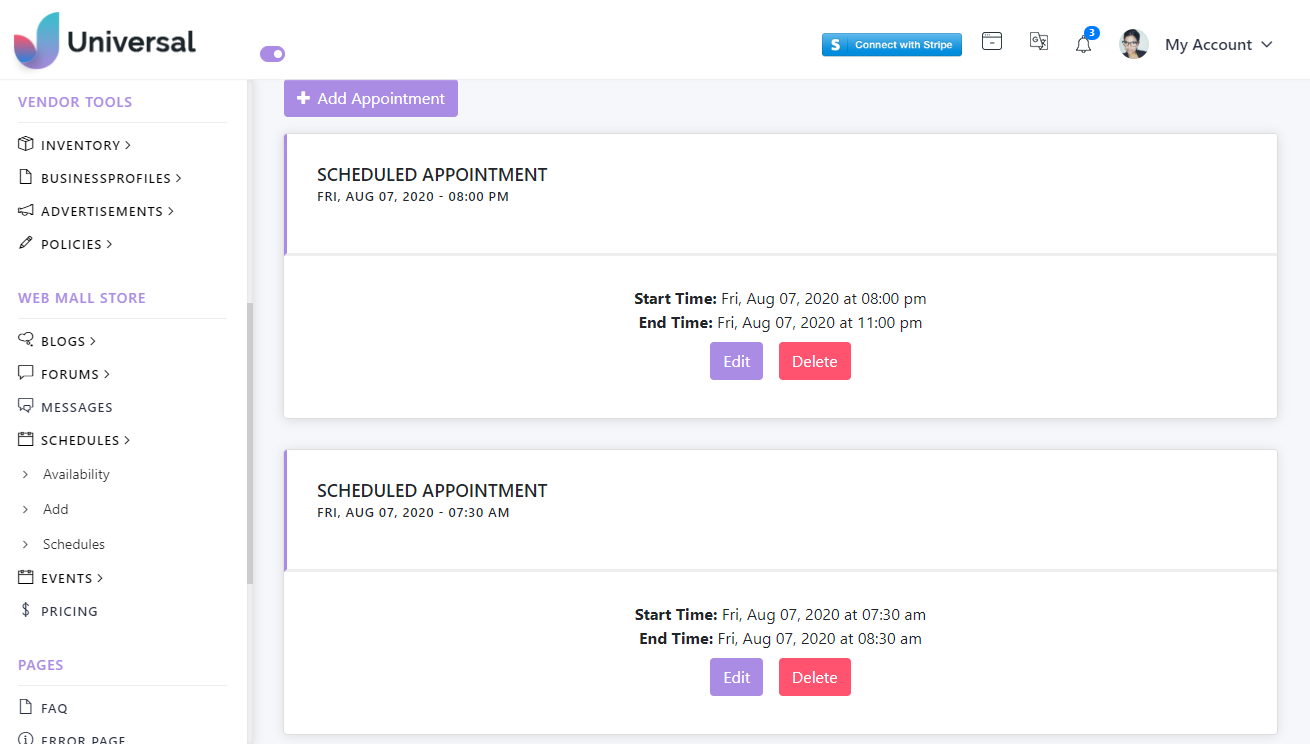 Universal
S Connect with Stripe
3
My Account
VENDOR TOOLS
INVENTORY >
BUSINESSPROFILES >
ADVERTISEMENTS >
POLICIES >
WEB MALL STORE
BLOGS >
FORUMS >
MESSAGES
SCHEDULES >
> Availability
> Add
> Schedules
EVENTS >
$ PRICING
PAGES
FAQ
ERROR PAGE
+ Add Appointment
SCHEDULED APPOINTMENT
FRI, AUG 07, 2020 - 08:00 PM
Start Time: Fri, Aug 07, 2020 at 08:00 pm
End Time: Fri, Aug 07, 2020 at 11:00 pm
Edit Delete
SCHEDULED APPOINTMENT
FRI, AUG 07, 2020 - 07:30 AM
Start Time: Fri, Aug 07, 2020 at 07:30 am
End Time: Fri, Aug 07, 2020 at 08:30 am
Edit Delete